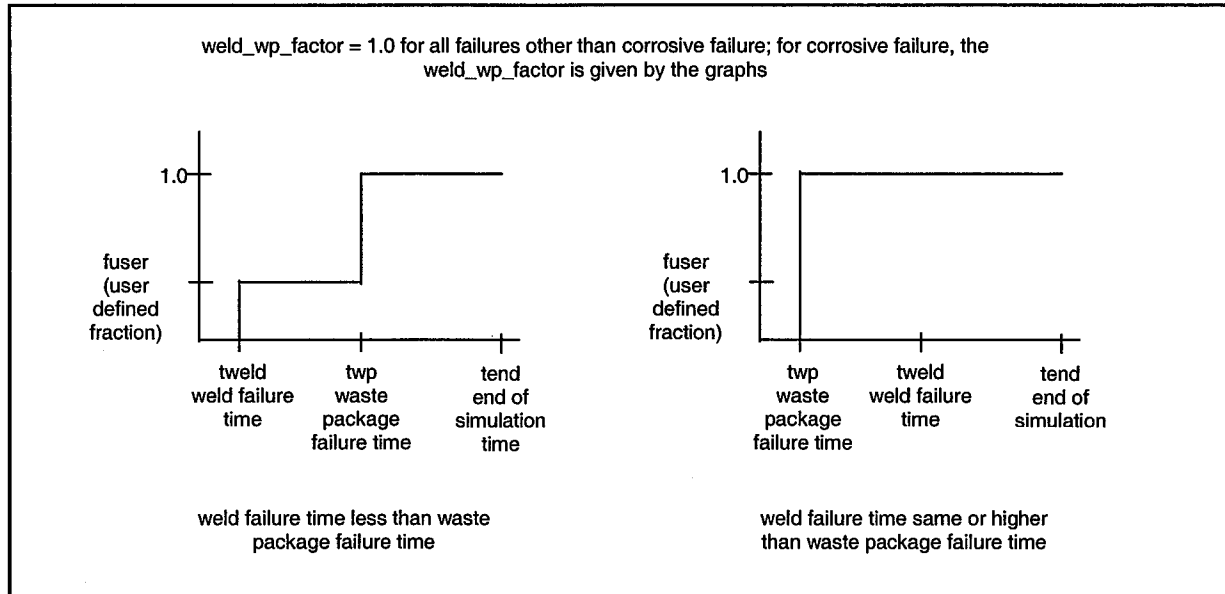 weld_wp_factor = 1.0 for all failures other than corrosive failure; for corrosive failure, the
weld_wp_factor is given by the graphs
1.0
fuser
(user
defined
fraction)
tweld
weld failure
time
twp
waste
package
failure time
tend
end of
simulation
time
weld failure time less than waste
package failure time
1.0
fuser
(user
defined
fraction)
twp
waste
package
failure time
tweld
weld failure
time
tend
end of
simulation
weld failure time same or higher
than waste package failure time